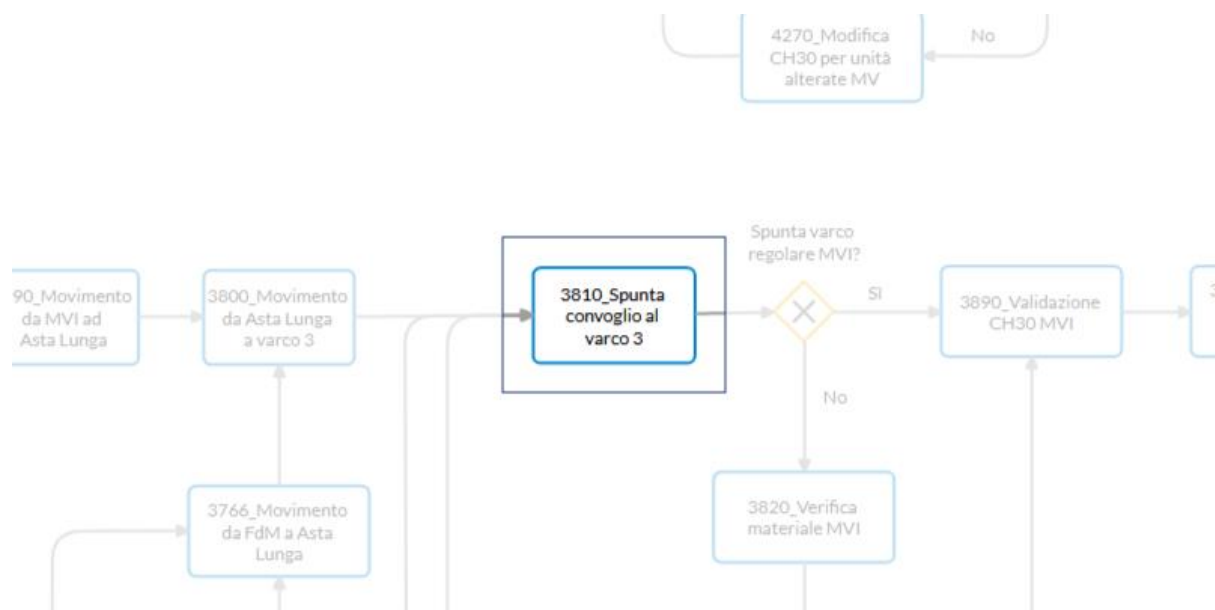 4270_Modifica
CH30 per unità
alterate MV
No
Spunta varco
regolare MVI?
90_Movimento
da MVI ad
Asta Lunga
3800_Movimento
da Asta Lunga
a varco 3
3810_Spunta
convoglio al
varco 3
SI
3890_Validazione
CH30 MVI
3
No
3766_Movimento
da FdM a Asta
Lunga
3820_Verifica
materiale MVI